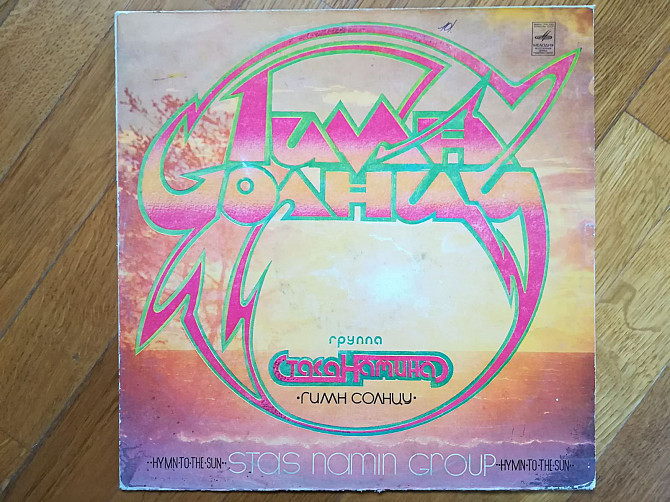 Гимн
Солнцу
группа
Стаса Намина
·ГИМН СОЛНЦУ·
··HYMN·TO·THE·SUN·· STAS NAMIN GROUP ··HYMN·TO·THE·SUN··